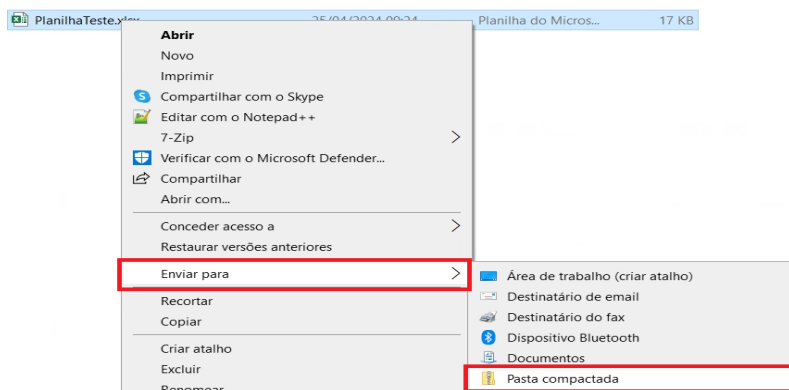 PlanilhaTeste.xlsx 25/04/2024 09:24 Planilha do Micros... 17 KB
Abrir
Novo
Imprimir
Compartilhar com o Skype
Editar com o Notepad++
7-Zip
Verificar com o Microsoft Defender...
Compartilhar
Abrir com...
Conceder acesso a
Restaurar versões anteriores
Enviar para
Recortar
Copiar
Criar atalho
Excluir
Renomear
Área de trabalho (criar atalho)
Destinatário de email
Destinatário do fax
Dispositivo Bluetooth
Documentos
Pasta compactada